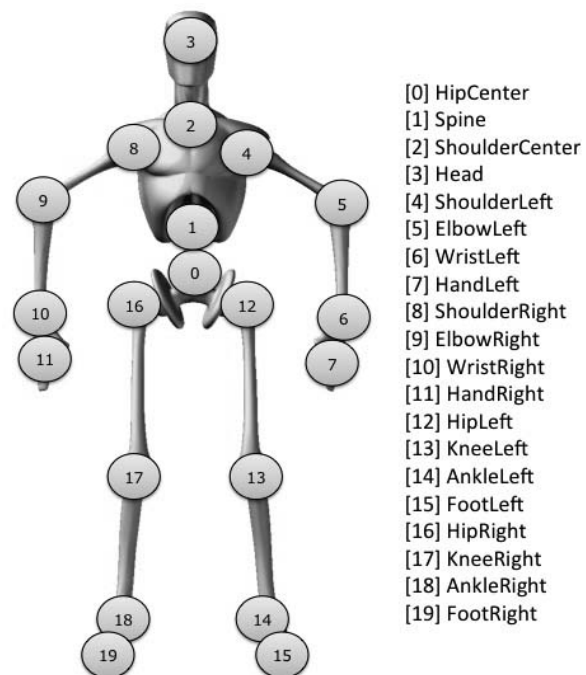 3
2
8
4
9
5
1
0
16
12
10
6
11
7
17
13
18
14
19
15
[0] HipCenter
[1] Spine
[2] ShoulderCenter
[3] Head
[4] ShoulderLeft
[5] ElbowLeft
[6] WristLeft
[7] HandLeft
[8] ShoulderRight
[9] ElbowRight
[10] WristRight
[11] HandRight
[12] HipLeft
[13] KneeLeft
[14] AnkleLeft
[15] FootLeft
[16] HipRight
[17] KneeRight
[18] AnkleRight
[19] FootRight